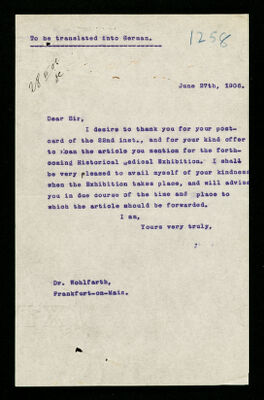 To be translated into German.
1258
June 27th, 1908.
Dear Sir,
I desire to thank you for your post-
card of the 22nd inst., and for your kind offer
to loan the article you mention for the forth-
coming Historical Medical Exhibition. I shall
be very pleased to avail myself of your kindness
when the Exhibition takes place, and will advise
you in due course of the time and place to
which the article should be forwarded.
I am,
Yours very truly,
Dr. Wohlfarth,
Frankfurt-on-Main.